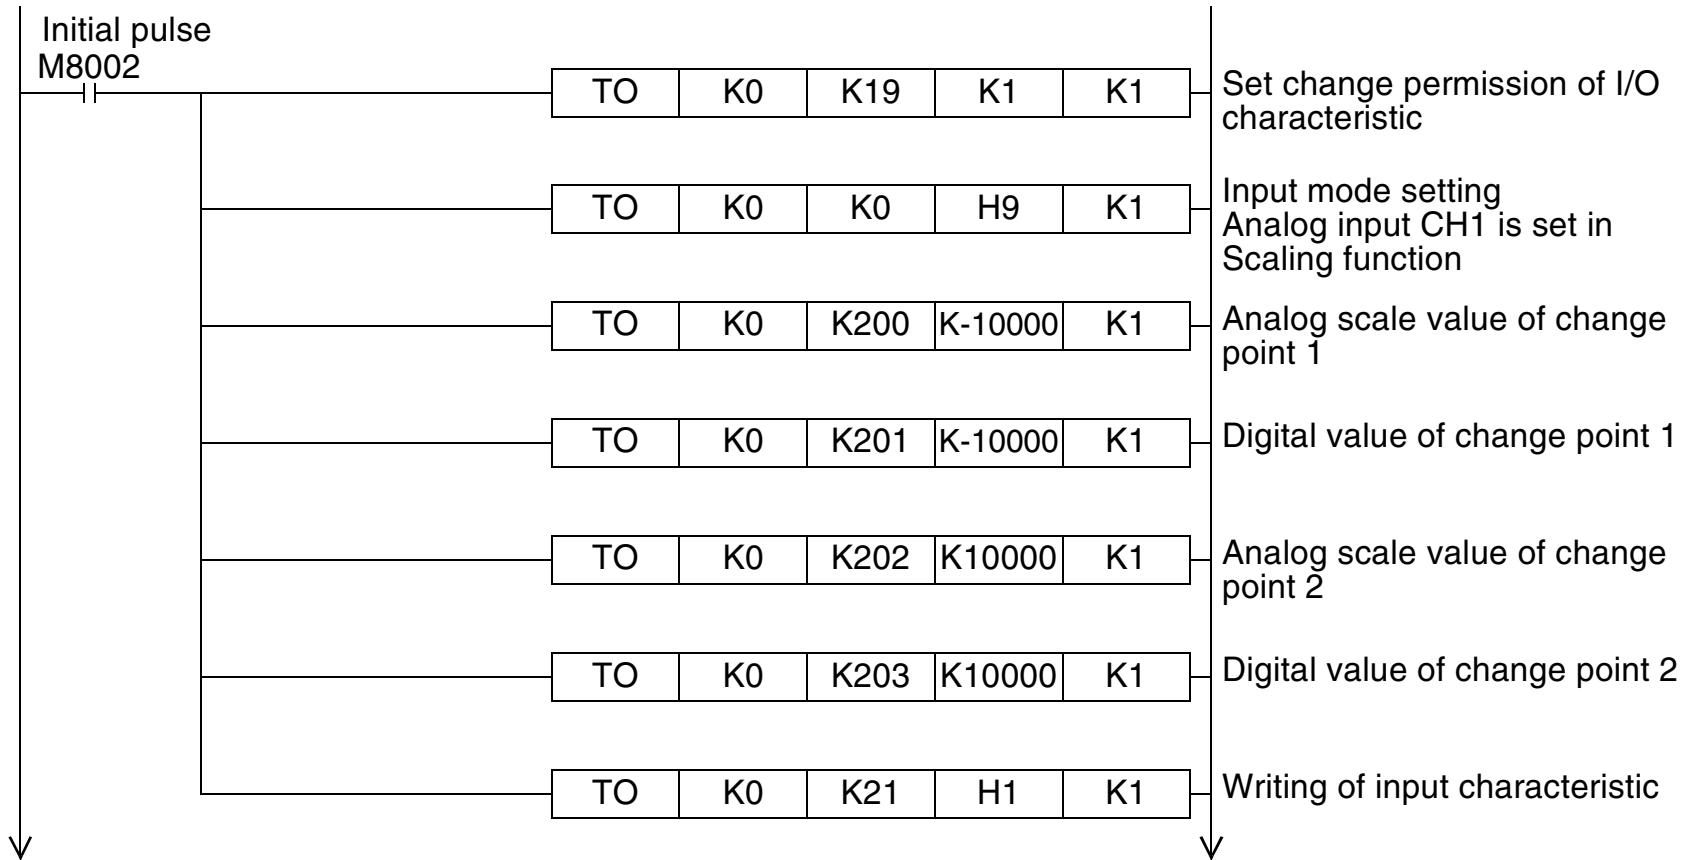 Initial pulse
M8002
TO K0 K19 K1 K1
Set change permission of I/O
characteristic
TO K0 K0 H9 K1
Input mode setting
Analog input CH1 is set in
Scaling function
TO K0 K200 K-10000 K1
Analog scale value of change
point 1
TO K0 K201 K-10000 K1
Digital value of change point 1
TO K0 K202 K10000 K1
Analog scale value of change
point 2
TO K0 K203 K10000 K1
Digital value of change point 2
TO K0 K21 H1 K1
Writing of input characteristic